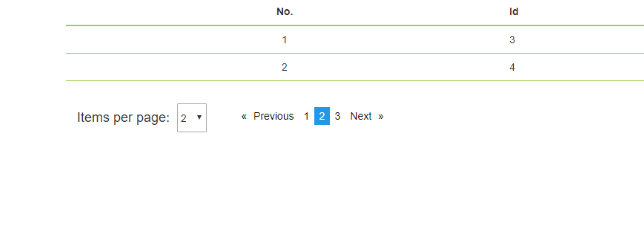 No. Id
1 3
2 4
Items per page: 2 ▼ « Previous 1 2 3 Next »